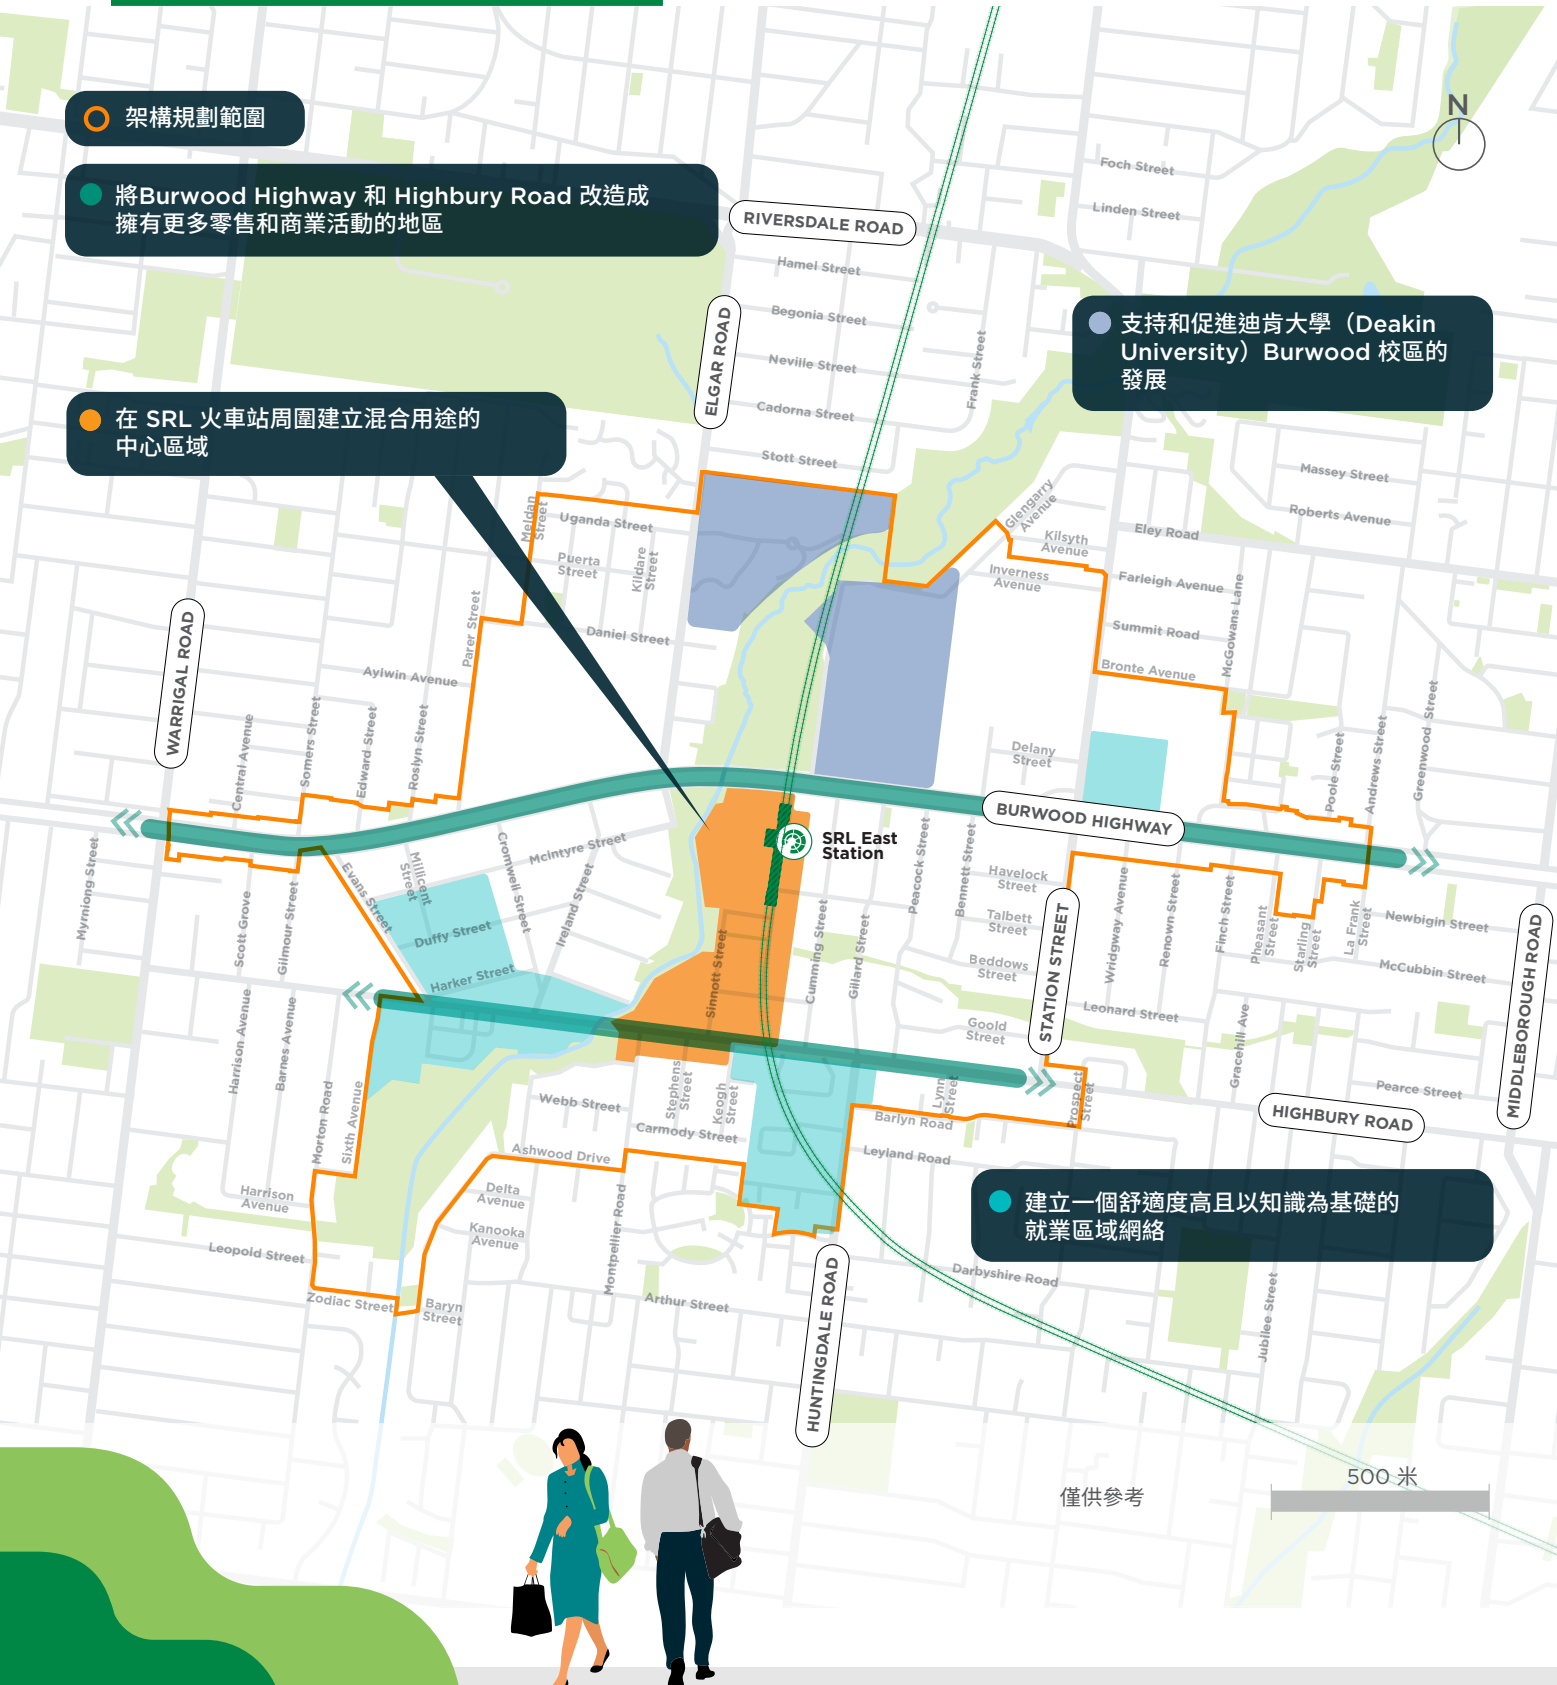 架構規劃範圍
將Burwood Highway 和 Highbury Road 改造成
擁有更多零售和商業活動的地區
N
Foch Street
Linden Street
RIVERSDALE ROAD
Hamel Street
Begonia Street
ELGAR ROAD
Neville Street
Frank Street
Cadorna Street
Stott Street
支持和促進迪肯大學（Deakin
University）Burwood 校區的
發展
在 SRL 火車站周圍建立混合用途的
中心區域
Massey Street
Roberts Avenue
Glengarry
Avenue
Kilsyth
Avenue
Eley Road
Meldan
Street
Uganda Street
Puerta
Street
Kildare
Street
Inverness
Avenue
Farleigh Avenue
McGowans Lane
Daniel Street
Summit Road
Bronte Avenue
Parer Street
Aylwin Avenue
WARRIGAL ROAD
Central Avenue
Somers Street
Edward Street
Roslyn Street
Delany
Street
Poole Street
Andrews Street
Greenwood Street
BURWOOD HIGHWAY
SRL East
Station
Myrniong Street
Evans Street
Millicent
Street
Cromwell Street
McIntyre Street
Ireland Street
Peacock Street
Bennett Street
Havelock
Street
Talbett
Street
Beddows
Street
STATION STREET
Wridgway Avenue
Renown Street
Finch Street
Pheasant
Street
Starling
Street
La Frank
Street
Newbigin Street
McCubbin Street
MIDDLEBOROUGH ROAD
Scott Grove
Gilmour Street
Duffy Street
Harker Street
Sinnott Street
Cumming Street
Gillard Street
Harrison Avenue
Barnes Avenue
Goold
Street
Leonard Street
Gracehill Ave
Pearce Street
HIGHBURY ROAD
Morton Road
Sixth Avenue
Webb Street
Stephens
Street
Keogh
Street
Carmody Street
Lynn
Street
Barlyn Road
Prospect
Street
Leyland Road
Ashwood Drive
Harrison
Avenue
Delta
Avenue
Kanooka
Avenue
Montpellier Road
建立一個舒適度高且以知識為基礎的
就業區域網絡
Leopold Street
Zodiac Street
Baryn
Street
Arthur Street
HUNTINGDALE ROAD
Darbyshire Road
Jubilee Street
僅供參考
500 米